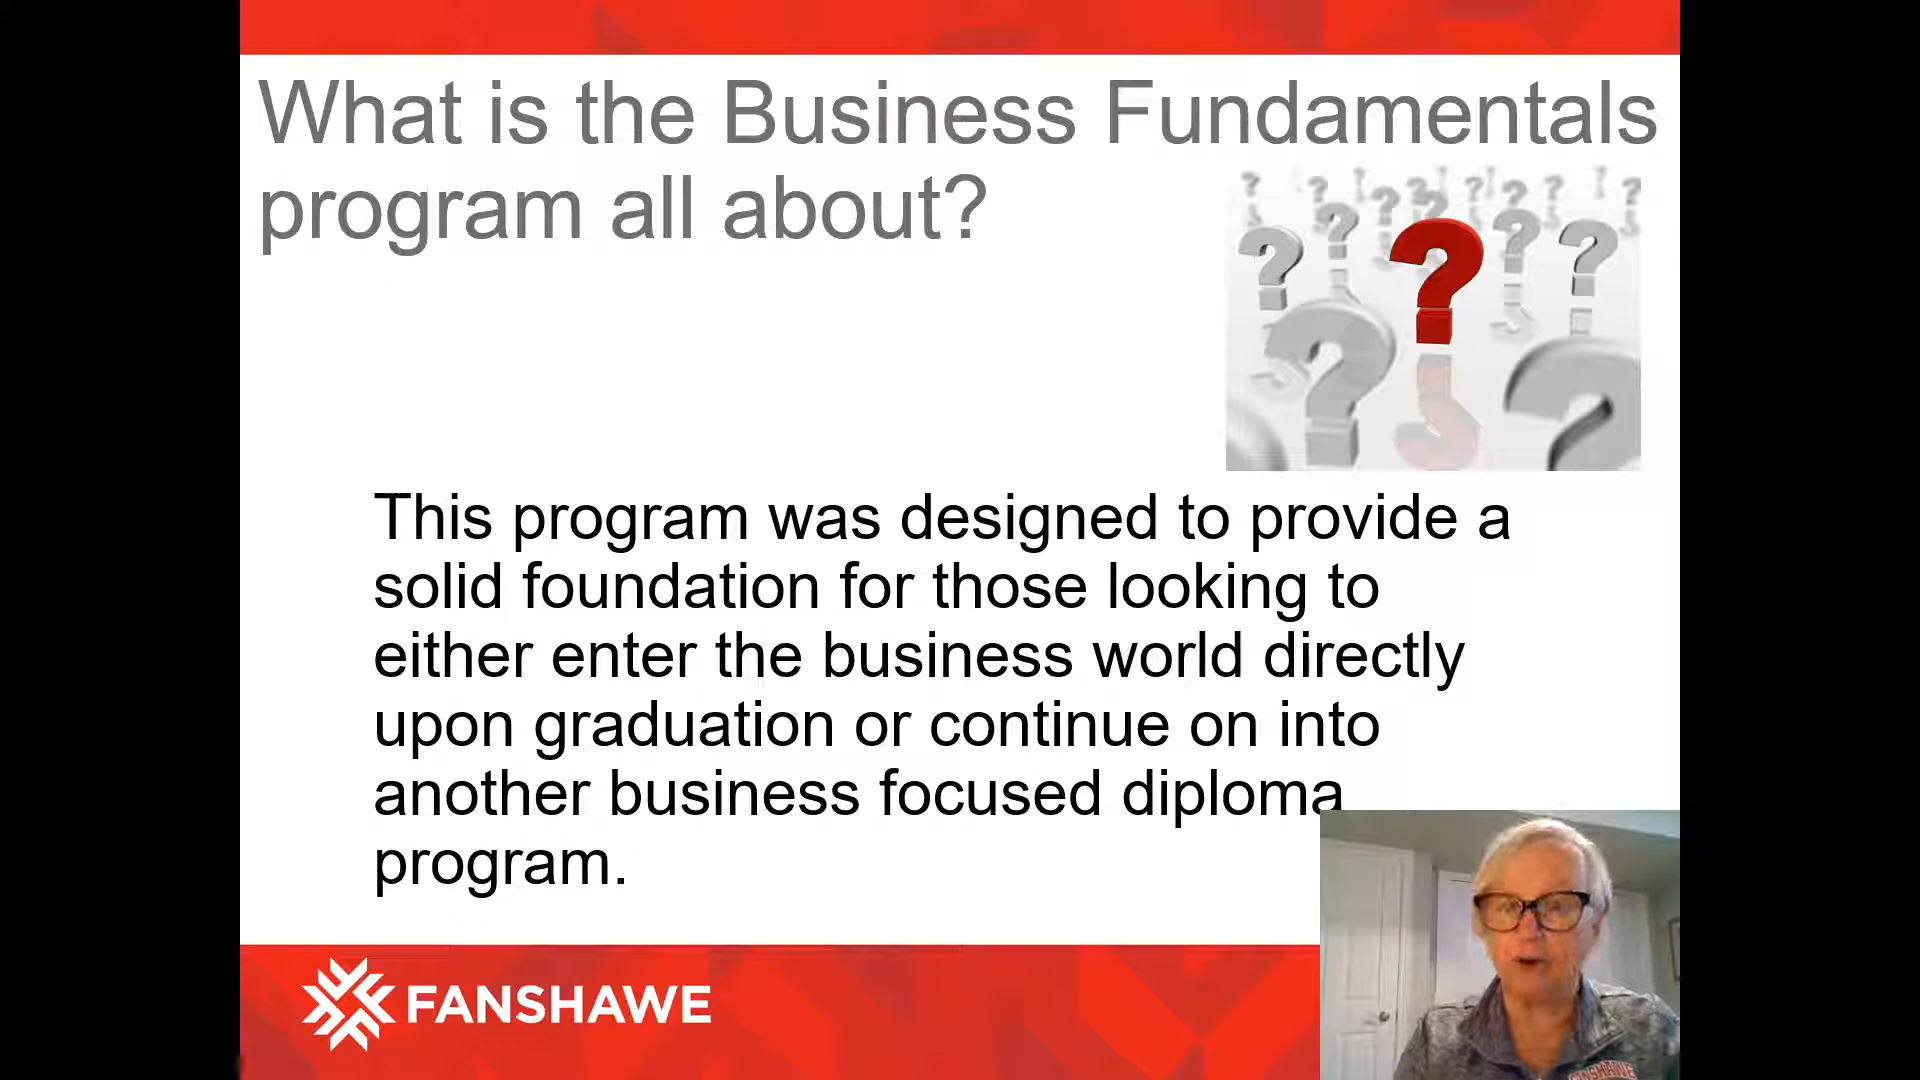 What is the Business Fundamentals
program all about?
This program was designed to provide a
solid foundation for those looking to
either enter the business world directly
upon graduation or continue on into
another business focused diploma
program.
FANSHAWE
FANSHAWE